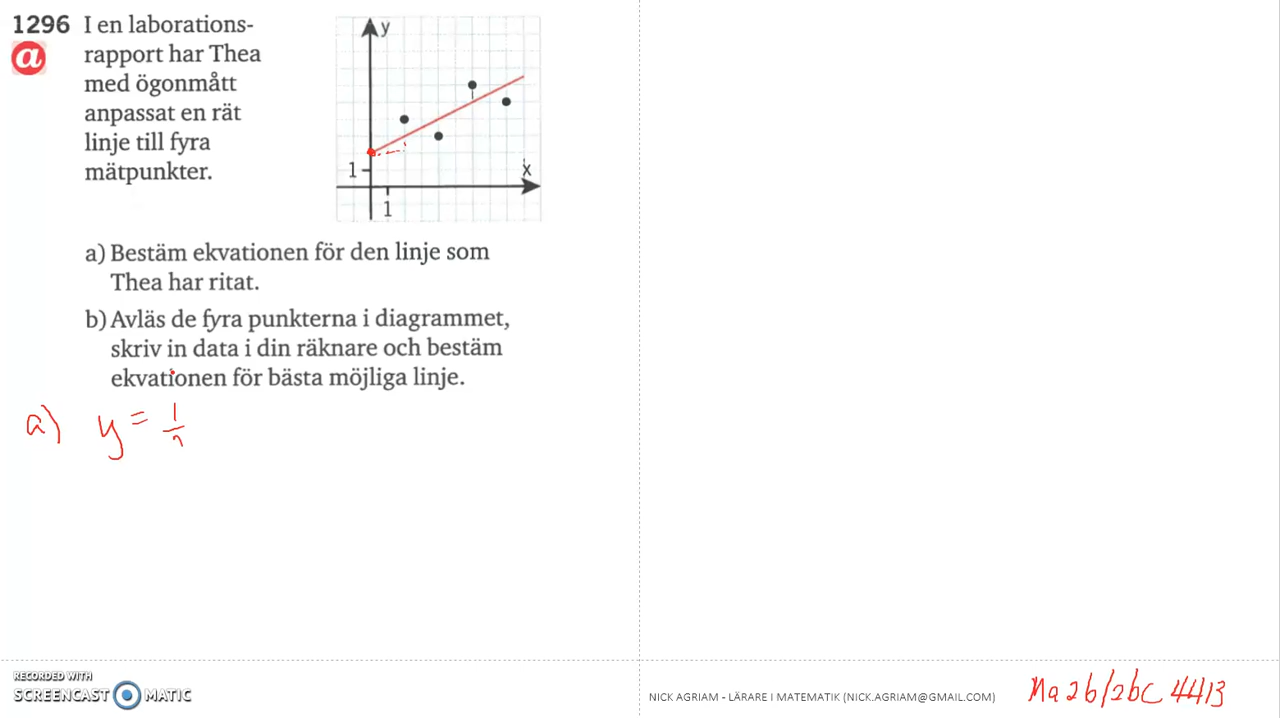 1296 I en laborations-
a rapport har Thea
med ögonmått
anpassat en rät
linje till fyra
mätpunkter.
y
1
x
1
a) Bestäm ekvationen för den linje som
Thea har ritat.
b) Avläs de fyra punkterna i diagrammet,
skriv in data i din räknare och bestäm
ekvationen för bästa möjliga linje.
a) y = 1/2
RECORDED WITH
SCREENCAST MATIC
NICK AGRIAM - LÄRARE I MATEMATIK (NICK.AGRIAM@GMAIL.COM)
Ma 2b/2bc 4413